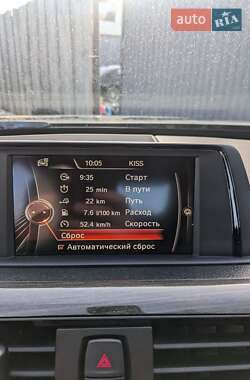 AUTO RIA
10:05 KISS
9:35 Старт
25 min В пути
22 km Путь
7.6 l/100 km Расход
52.4 km/h Скорость
Сброс
Автоматический сброс